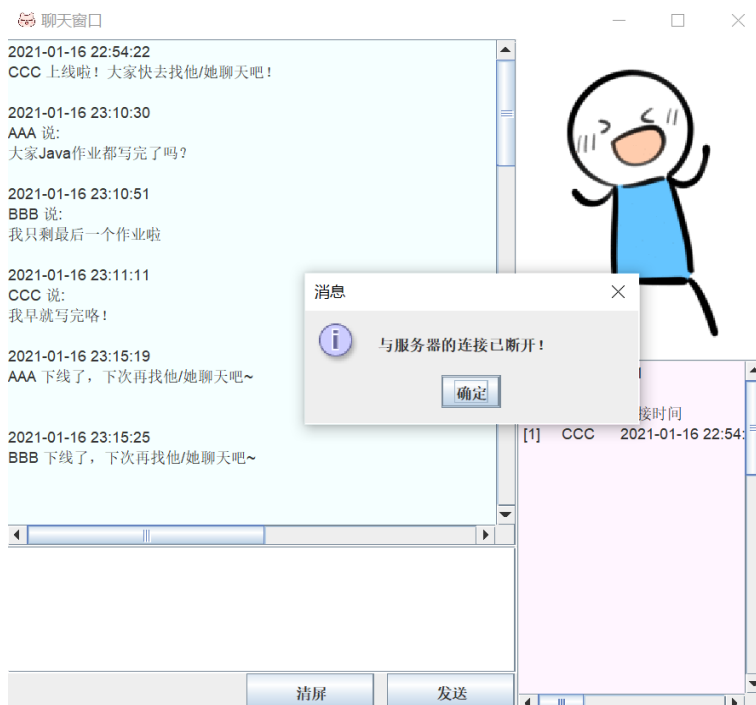 聊天窗口
2021-01-16 22:54:22
CCC 上线啦！大家快去找他/她聊天吧！
2021-01-16 23:10:30
AAA 说:
大家Java作业都写完了吗？
2021-01-16 23:10:51
BBB 说:
我只剩最后一个作业啦
2021-01-16 23:11:11
CCC 说:
我早就写完咯！
2021-01-16 23:15:19
AAA 下线了，下次再找他/她聊天吧~
2021-01-16 23:15:25
BBB 下线了，下次再找他/她聊天吧~
消息
与服务器的连接已断开！
确定
接时间
[1] CCC 2021-01-16 22:54:
清屏
发送